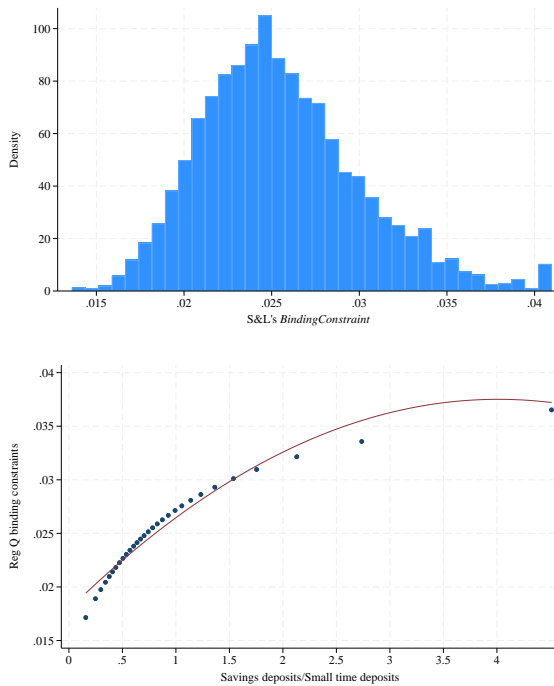 100
80
60
40
20
0
Density
.015 .02 .025 .03 .035 .04
S&L's BindingConstraint
.04
.035
.03
.025
.02
.015
Reg Q binding constraints
0 .5 1 1.5 2 2.5 3 3.5 4
Savings deposits/Small time deposits